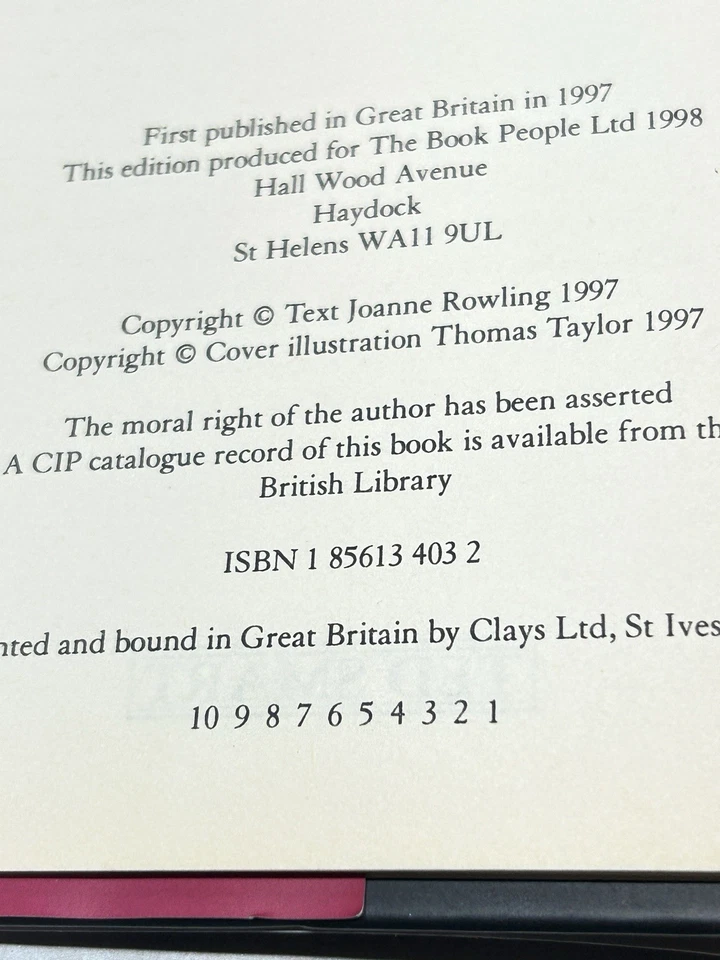 First published in Great Britain in 1997
This edition produced for The Book People Ltd 1998
Hall Wood Avenue
Haydock
St Helens WA11 9UL
Copyright © Text Joanne Rowling 1997
Copyright © Cover illustration Thomas Taylor 1997
The moral right of the author has been asserted
A CIP catalogue record of this book is available from
British Library
ISBN 1 85613 403 2
and bound in Great Britain by Clays Ltd, St Ives
10 9 8 7 6 5 4 3 2 1